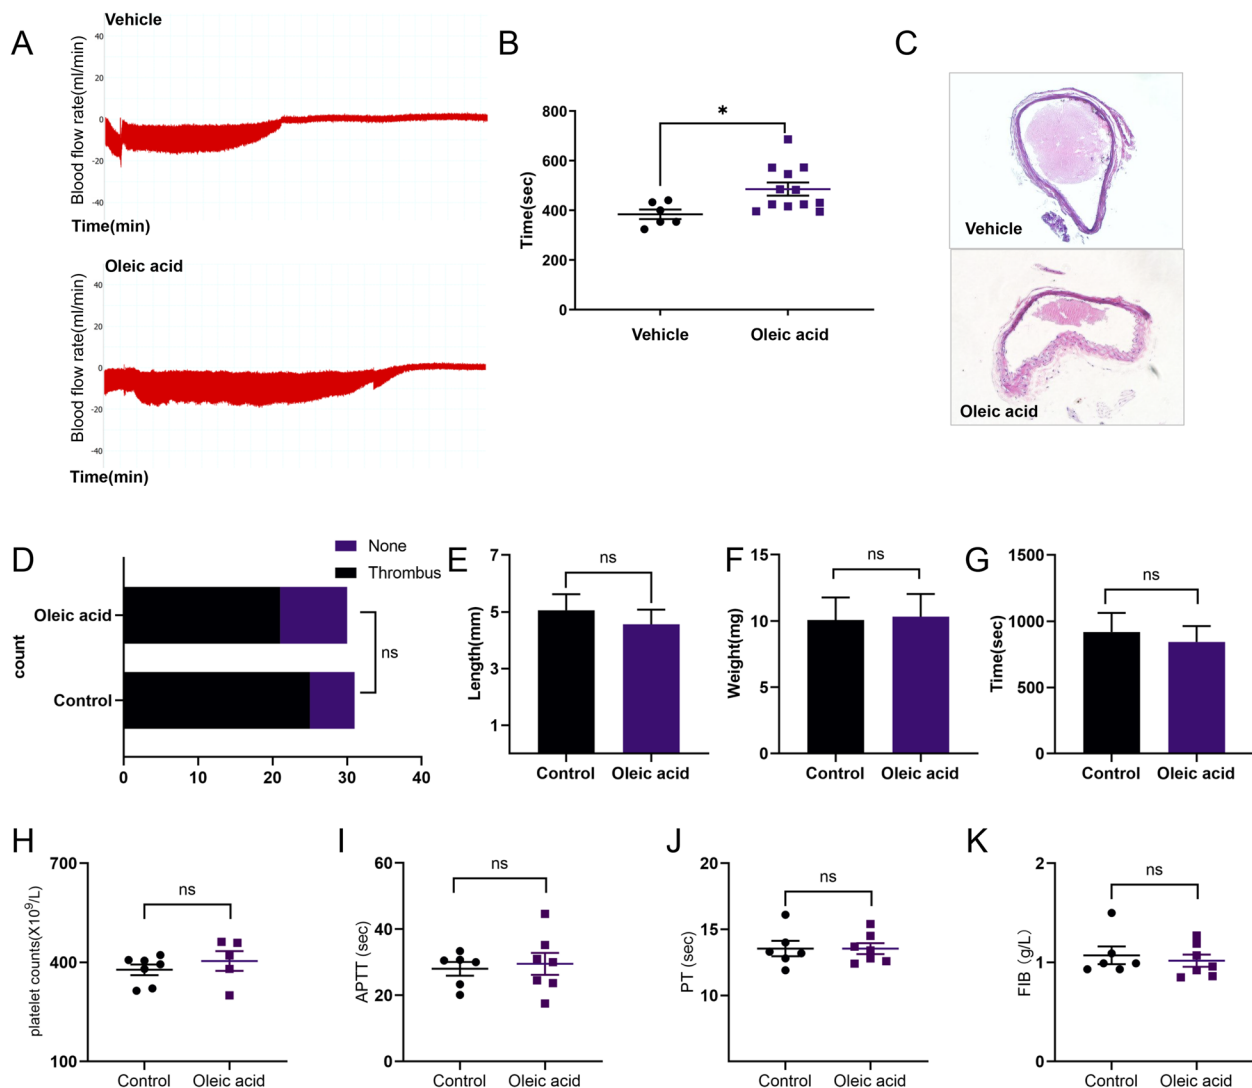 A
Vehicle
Blood flow rate(ml/min)
40
20
0
-20
-40
Time(min)
Oleic acid
Blood flow rate(ml/min)
40
20
0
-20
-40
Time(min)
B
Time(sec)
800
600
400
200
0
*
Vehicle
Oleic acid
C
Vehicle
Oleic acid
D
None
Thrombus
count
Oleic acid
Control
ns
0
10
20
30
40
E
Length(mm)
7
5
3
1
ns
Control
Oleic acid
F
Weight(mg)
15
10
5
0
ns
Control
Oleic acid
G
Time(sec)
1500
1000
500
0
ns
Control
Oleic acid
H
platelet counts(X10⁹/L)
700
400
100
ns
Control
Oleic acid
I
APTT (sec)
60
40
20
0
ns
Control
Oleic acid
J
PT (sec)
20
15
10
ns
Control
Oleic acid
K
FIB (g/L)
2
1
0
ns
Control
Oleic acid